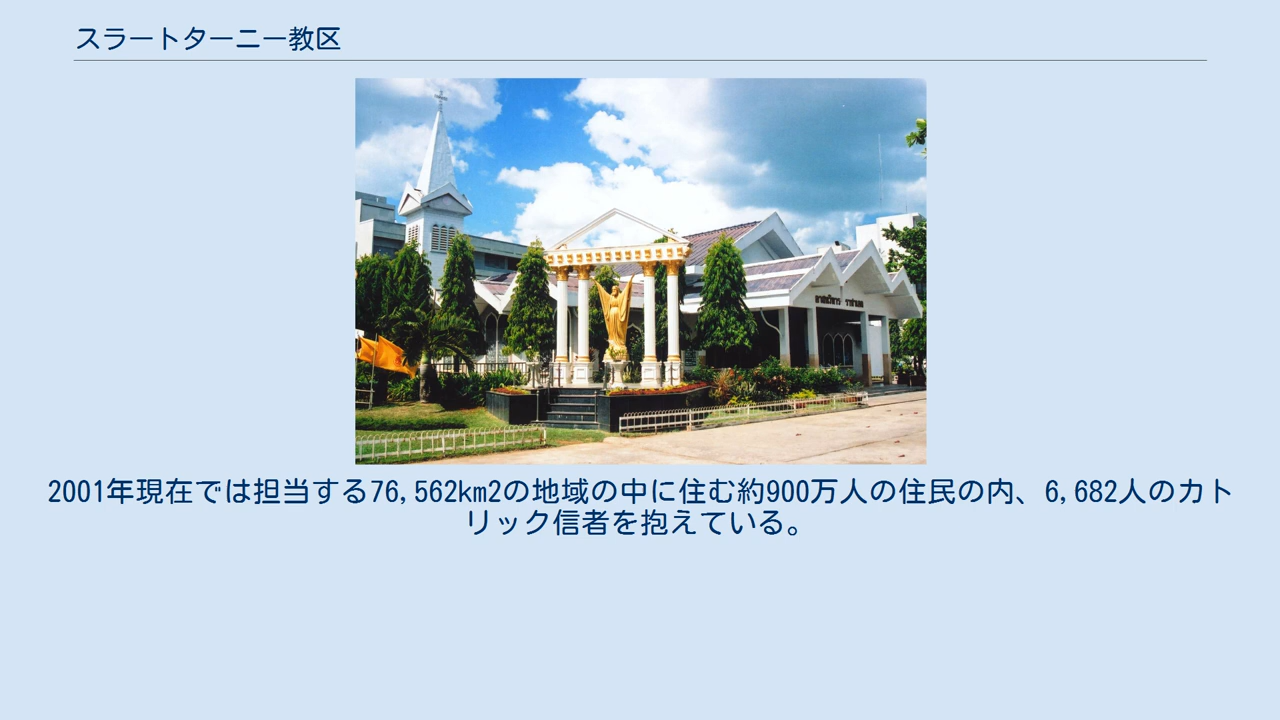 スラートターニー教区
2001年現在では担当する76,562km2の地域の中に住む約900万人の住民の内、6,682人のカト
リック信者を抱えている。